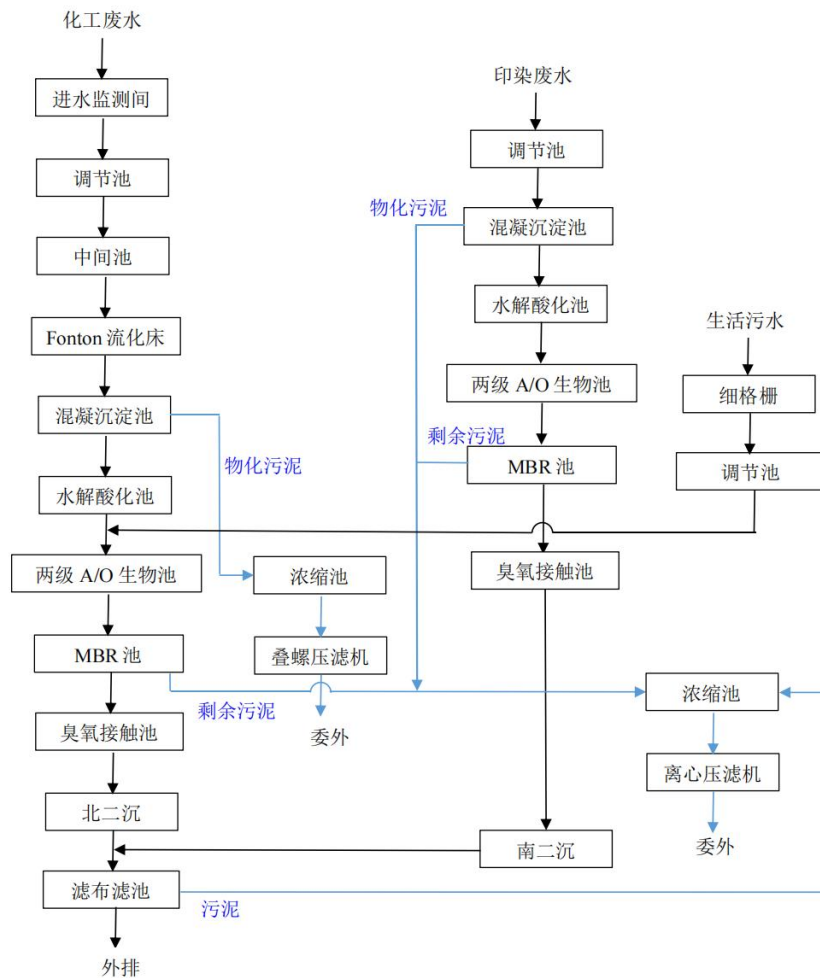 化工废水
进水监测间
调节池
中间池
Fonton 流化床
混凝沉淀池
物化污泥
水解酸化池
两级 A/O 生物池
MBR 池
剩余污泥
臭氧接触池
北二沉
滤布滤池
污泥
外排
浓缩池
叠螺压滤机
委外
印染废水
调节池
物化污泥
混凝沉淀池
水解酸化池
两级 A/O 生物池
剩余污泥
MBR 池
臭氧接触池
南二沉
生活污水
细格栅
调节池
浓缩池
离心压滤机
委外